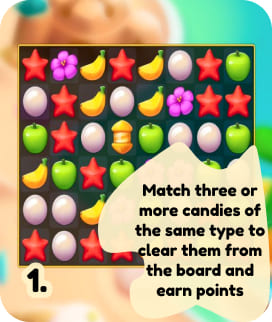 Match three or
more candies of
the same type to
clear them from
the board and
earn points
1.